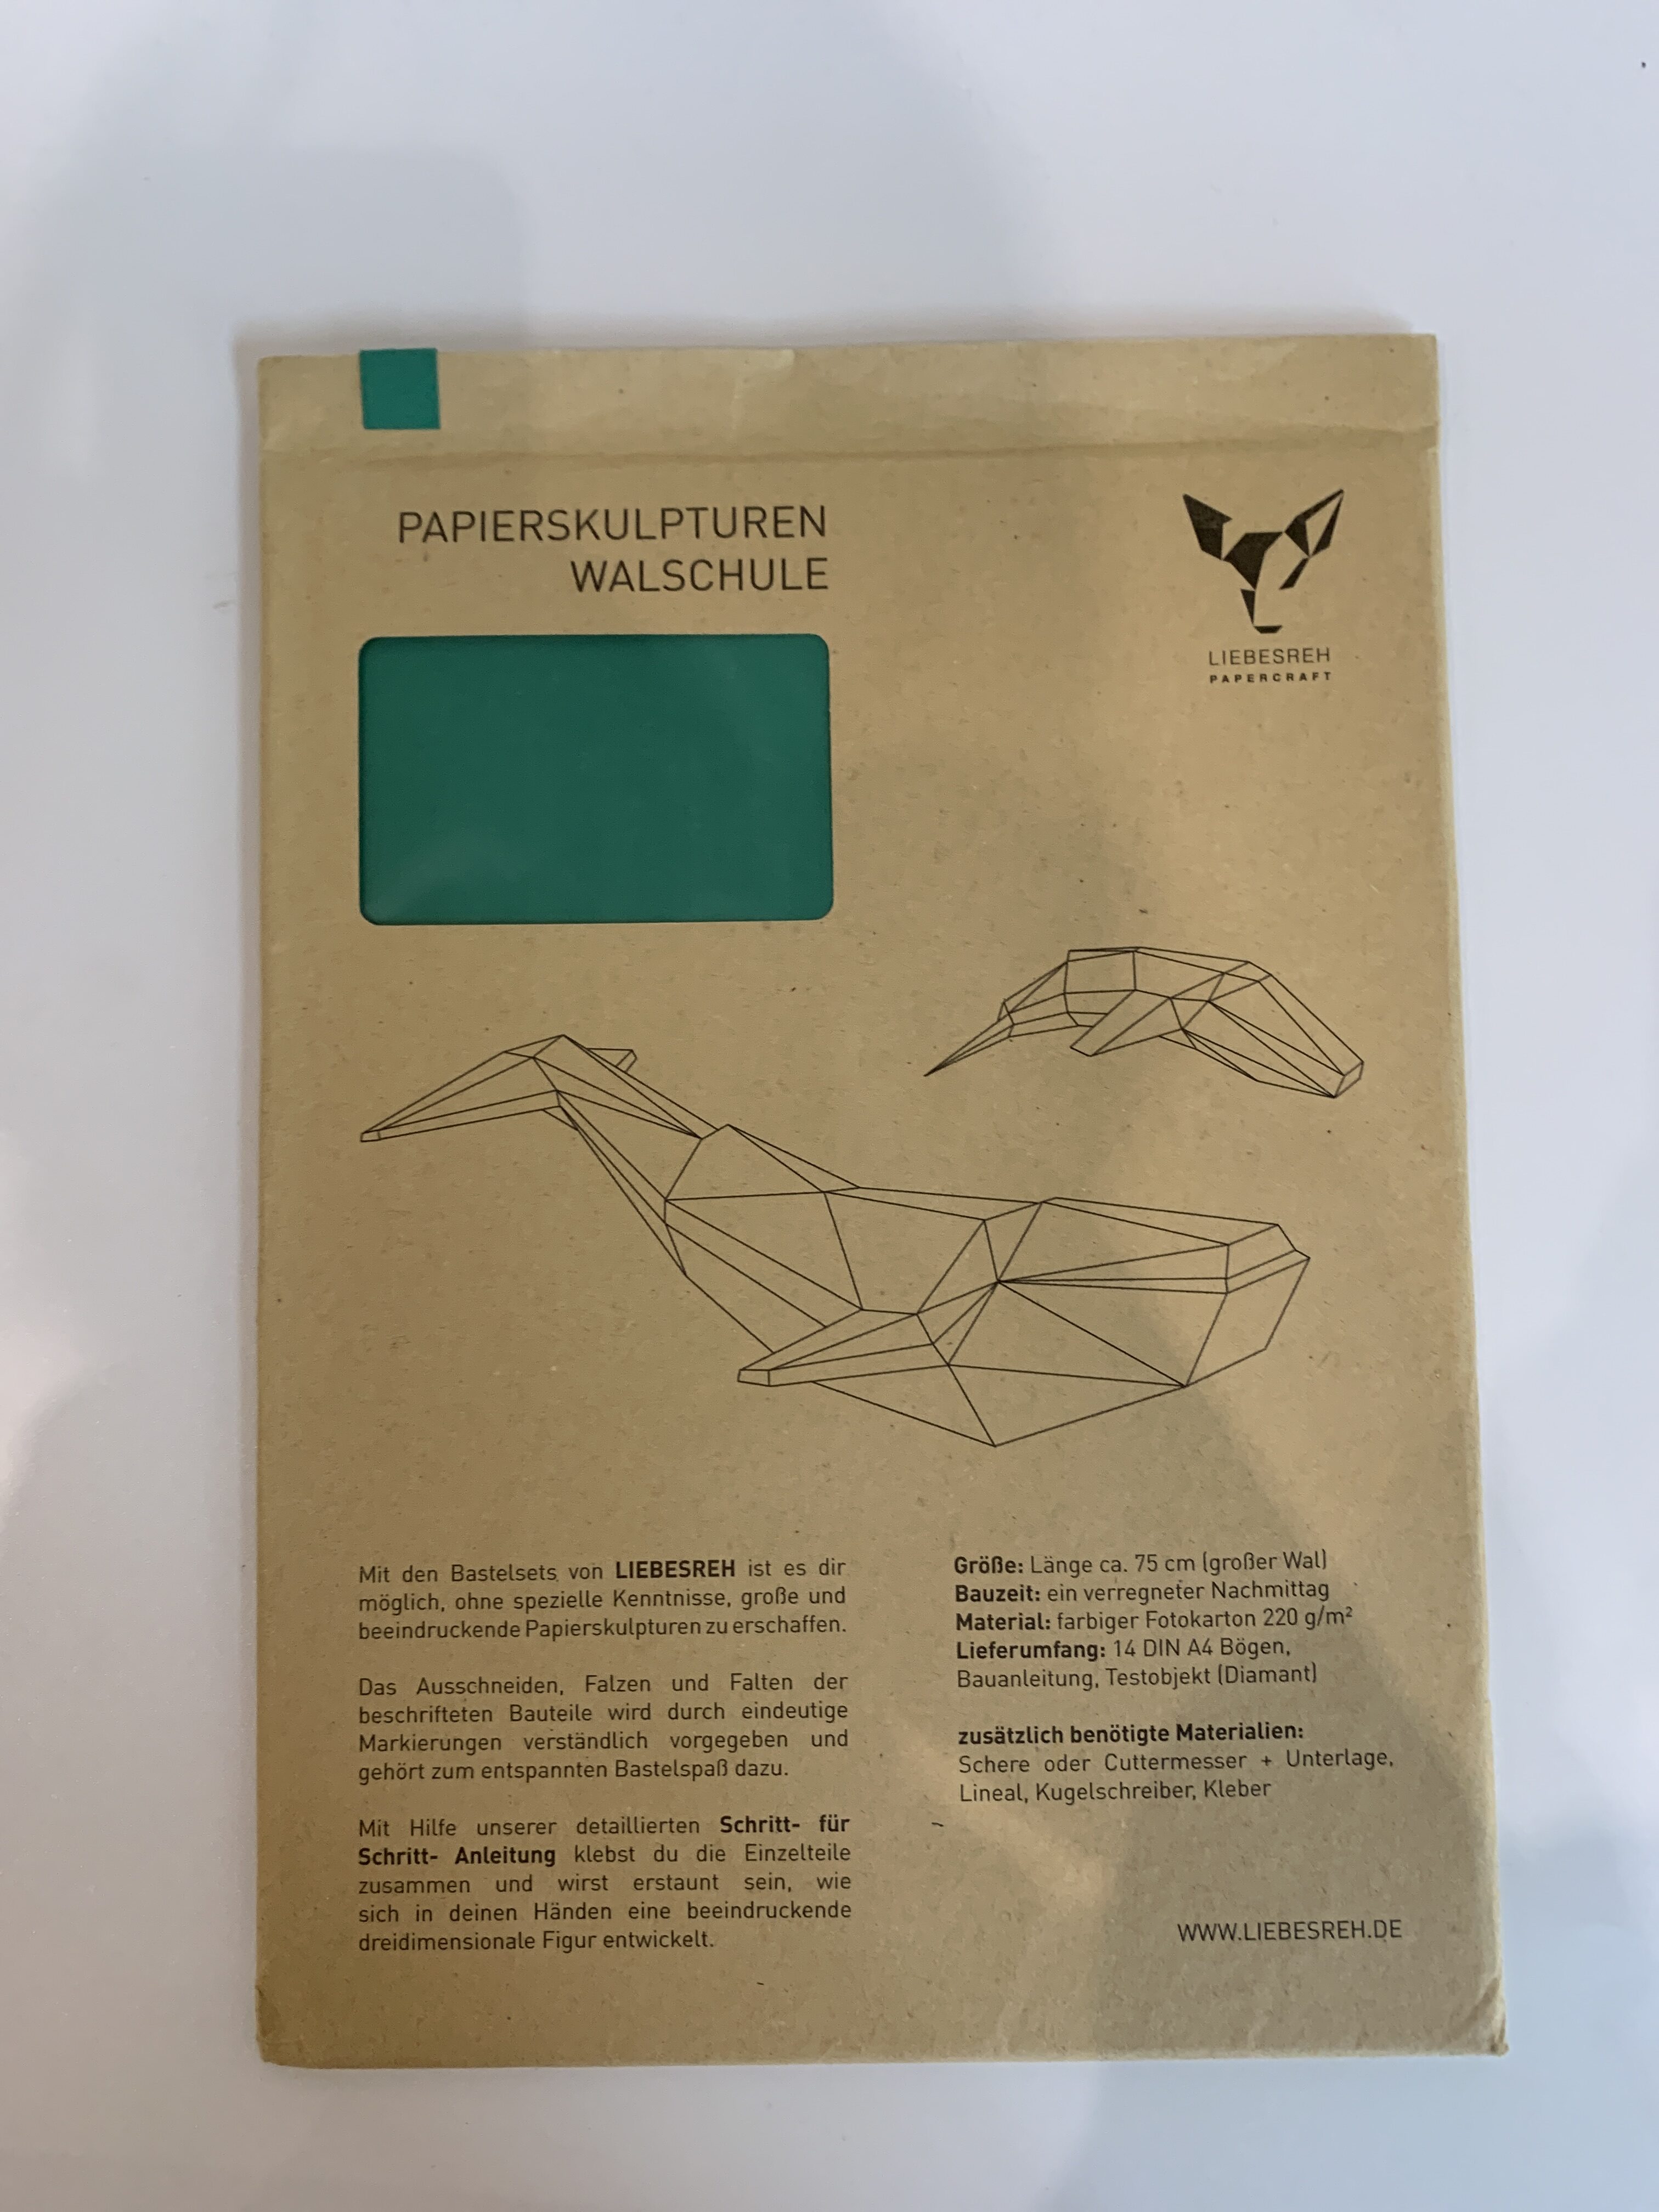 PAPIERSKULPTUREN
WALSCHULE
LIEBESREH
PAPERCRAFT
Mit den Bastelsets von LIEBESREH ist es dir
möglich, ohne spezielle Kenntnisse, große und
beeindruckende Papierskulpturen zu erschaffen.
Das Ausschneiden, Falzen und Falten der
beschrifteten Bauteile wird durch eindeutige
Markierungen verständlich vorgegeben und
gehört zum entspannten Bastelspaß dazu.
Mit Hilfe unserer detaillierten Schritt- für
Schritt- Anleitung klebst du die Einzelteile
zusammen und wirst erstaunt sein, wie
sich in deinen Händen eine beeindruckende
dreidimensionale Figur entwickelt.
Größe: Länge ca. 75 cm (großer Wal)
Bauzeit: ein verregneter Nachmittag
Material: farbiger Fotokarton 220 g/m²
Lieferumfang: 14 DIN A4 Bögen,
Bauanleitung, Testobjekt (Diamant)
zusätzlich benötigte Materialien:
Schere oder Cuttermesser + Unterlage,
Lineal, Kugelschreiber, Kleber
WWW.LIEBESREH.DE